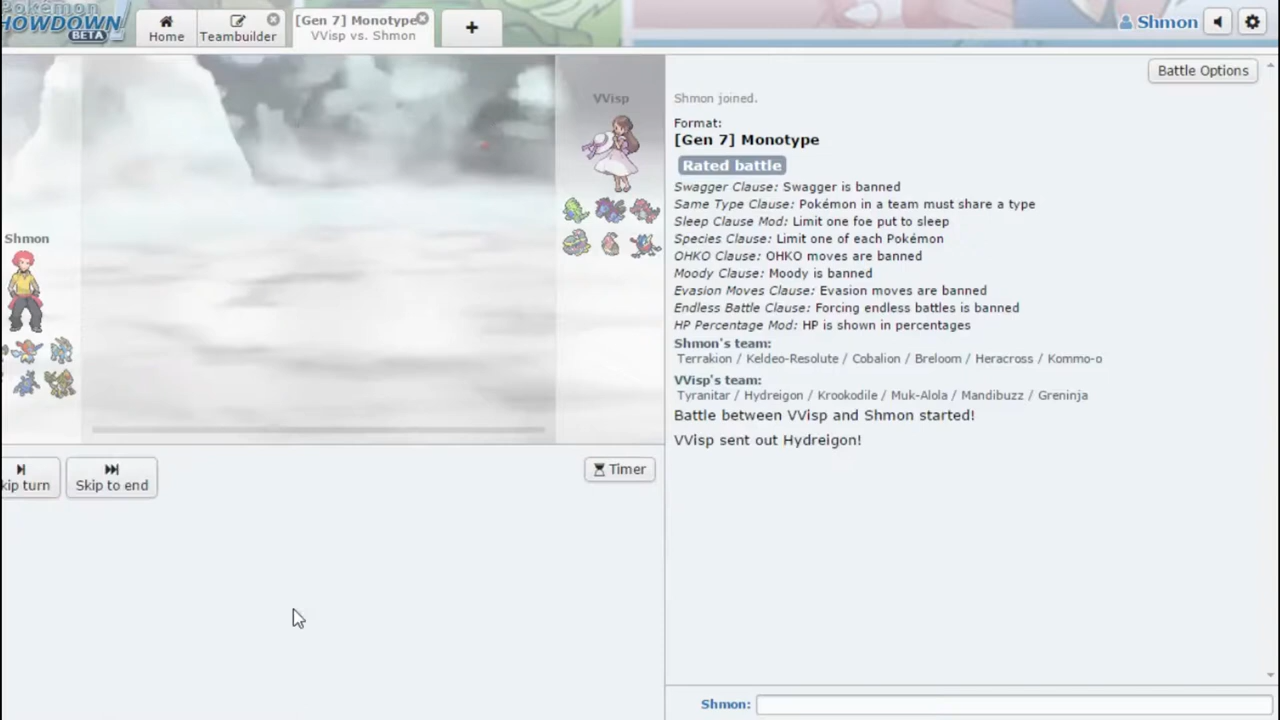 Pokémon
HOWDOWN
BETA
Home
Teambuilder
[Gen 7] Monotype
VVisp vs. Shmon
+
Shmon
Battle Options
VVisp
Shmon
Shmon joined.
Format:
[Gen 7] Monotype
Rated battle
Swagger Clause: Swagger is banned
Same Type Clause: Pokémon in a team must share a type
Sleep Clause Mod: Limit one foe put to sleep
Species Clause: Limit one of each Pokémon
OHKO Clause: OHKO moves are banned
Moody Clause: Moody is banned
Evasion Moves Clause: Evasion moves are banned
Endless Battle Clause: Forcing endless battles is banned
HP Percentage Mod: HP is shown in percentages
Shmon's team:
Terrakion / Keldeo-Resolute / Cobalion / Breloom / Heracross / Kommo-o
VVisp's team:
Tyranitar / Hydreigon / Krookodile / Muk-Alola / Mandibuzz / Greninja
Battle between VVisp and Shmon started!
VVisp sent out Hydreigon!
kip turn
Skip to end
Timer
Shmon: